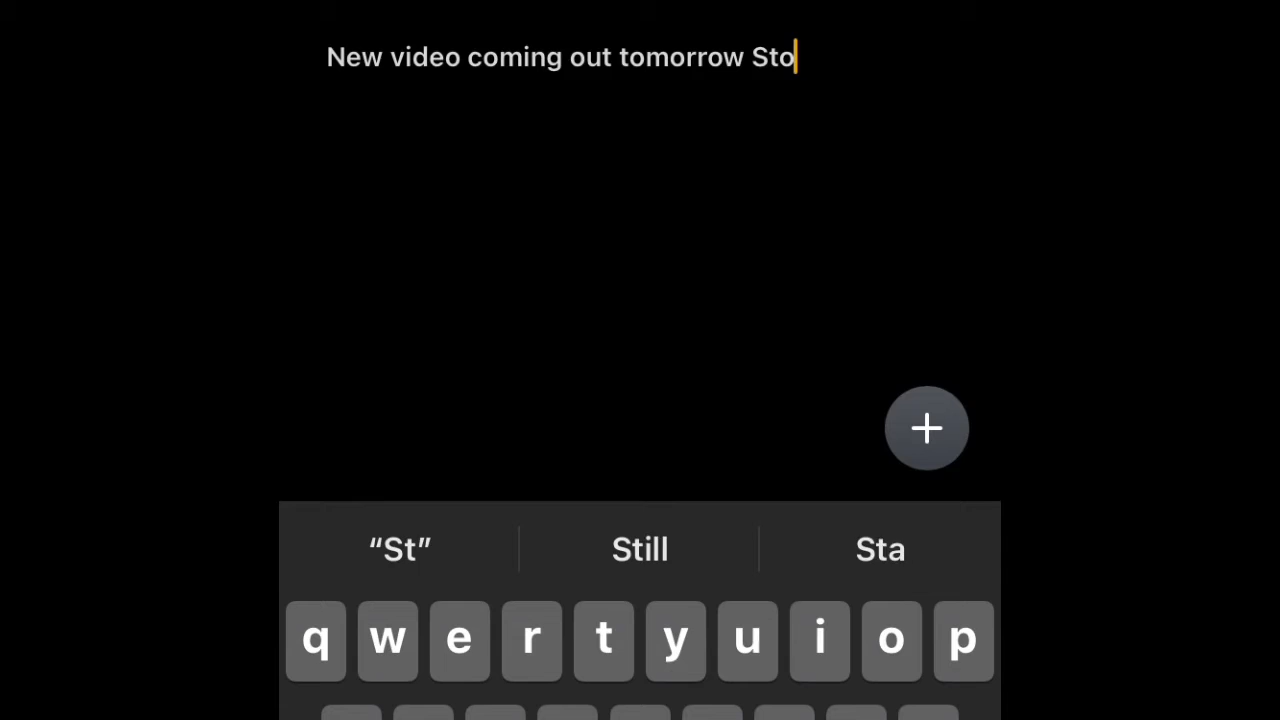 New video coming out tomorrow Sto
+
“St” Still Sta
q w e r t y u i o p